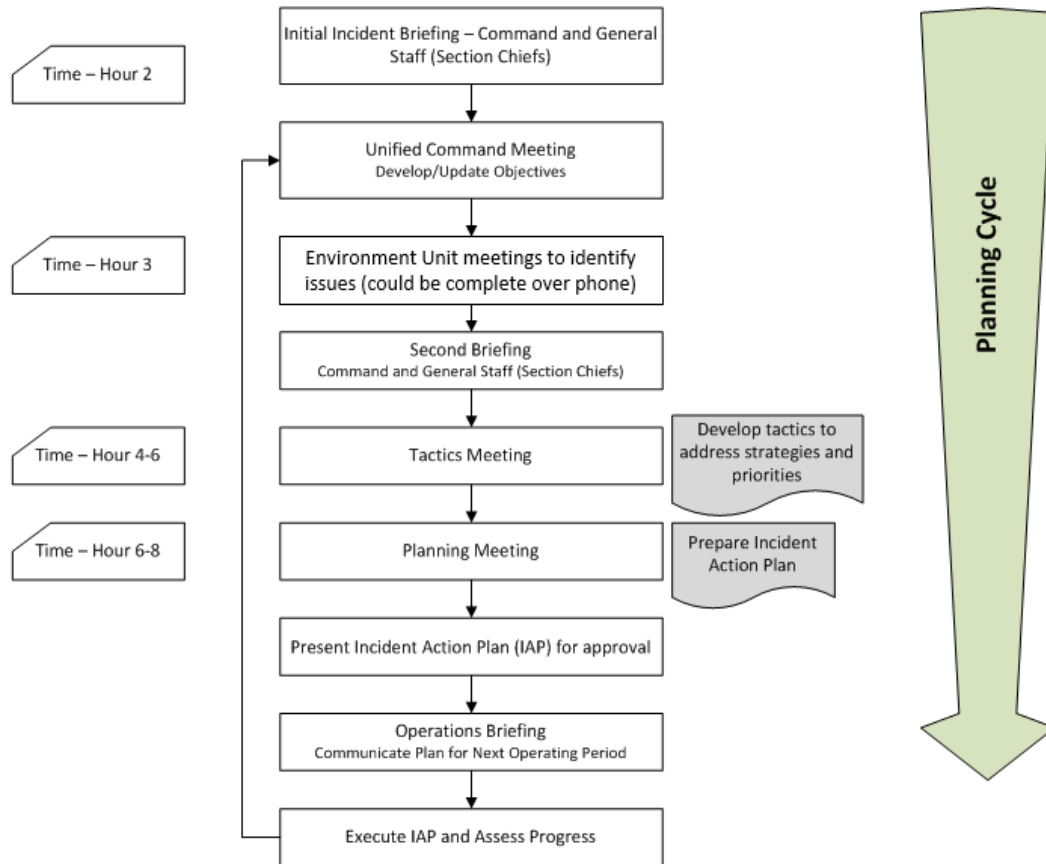 Initial Incident Briefing – Command and General
Staff (Section Chiefs)
Time – Hour 2
Unified Command Meeting
Develop/Update Objectives
Time – Hour 3
Environment Unit meetings to identify
issues (could be complete over phone)
Second Briefing
Command and General Staff (Section Chiefs)
Time – Hour 4-6
Tactics Meeting
Develop tactics to
address strategies and
priorities
Time – Hour 6-8
Planning Meeting
Prepare Incident
Action Plan
Present Incident Action Plan (IAP) for approval
Operations Briefing
Communicate Plan for Next Operating Period
Execute IAP and Assess Progress
Planning Cycle